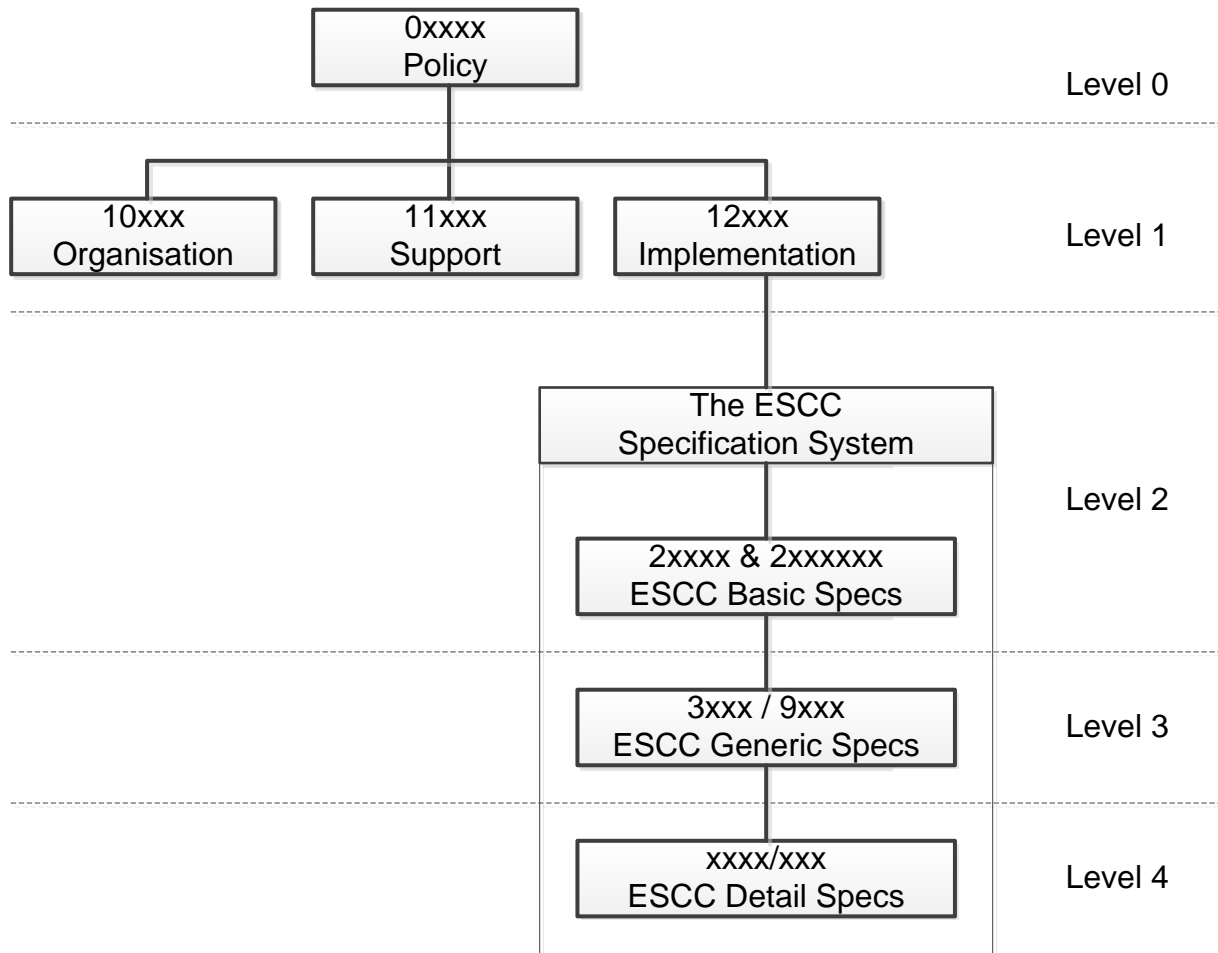 0xxxx
Policy
Level 0
10xxx
Organisation
11xxx
Support
12xxx
Implementation
Level 1
The ESCC
Specification System
Level 2
2xxxx & 2xxxxxx
ESCC Basic Specs
3xxx / 9xxx
ESCC Generic Specs
Level 3
xxxx/xxx
ESCC Detail Specs
Level 4